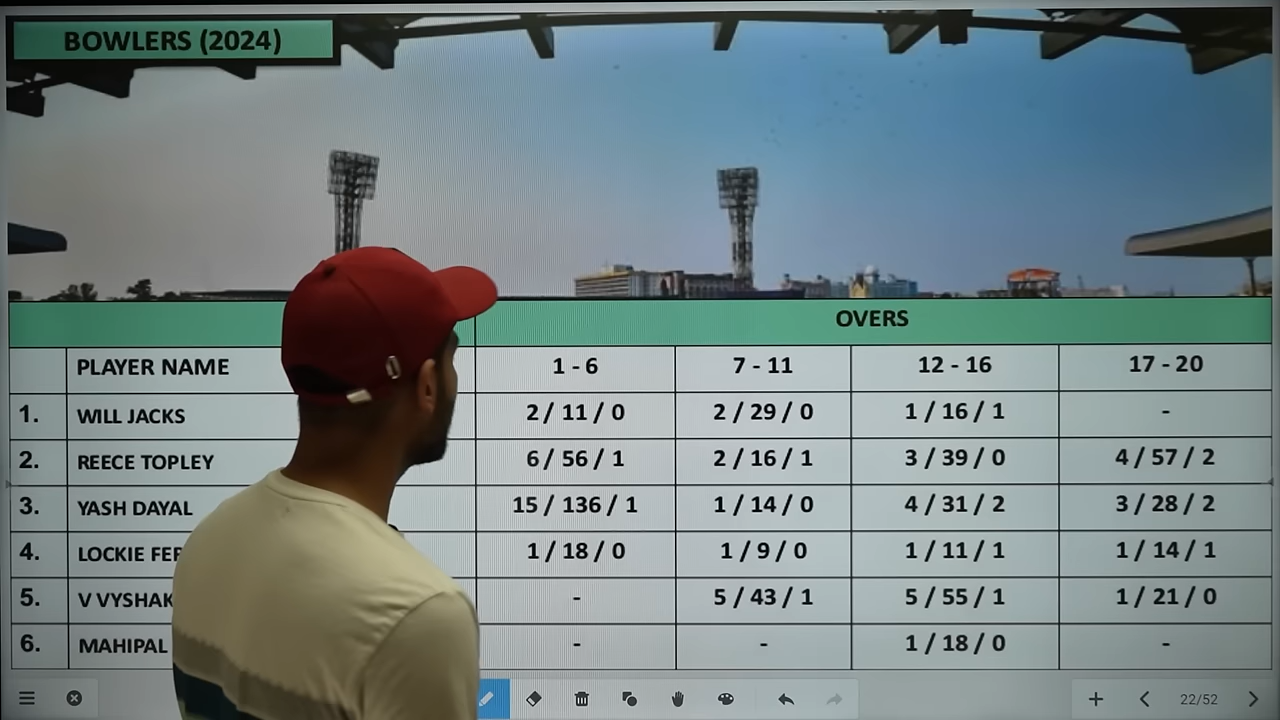 BOWLERS (2024)
OVERS
PLAYER NAME 1 - 6 7 - 11 12 - 16 17 - 20
1. WILL JACKS 2 / 11 / 0 2 / 29 / 0 1 / 16 / 1 -
2. REECE TOPLEY 6 / 56 / 1 2 / 16 / 1 3 / 39 / 0 4 / 57 / 2
3. YASH DAYAL 15 / 136 / 1 1 / 14 / 0 4 / 31 / 2 3 / 28 / 2
4. LOCKIE 1 / 18 / 0 1 / 9 / 0 1 / 11 / 1 1 / 14 / 1
5. V VYSHAK - 5 / 43 / 1 5 / 55 / 1 1 / 21 / 0
6. MAHIPAL - - 1 / 18 / 0 -
22/52